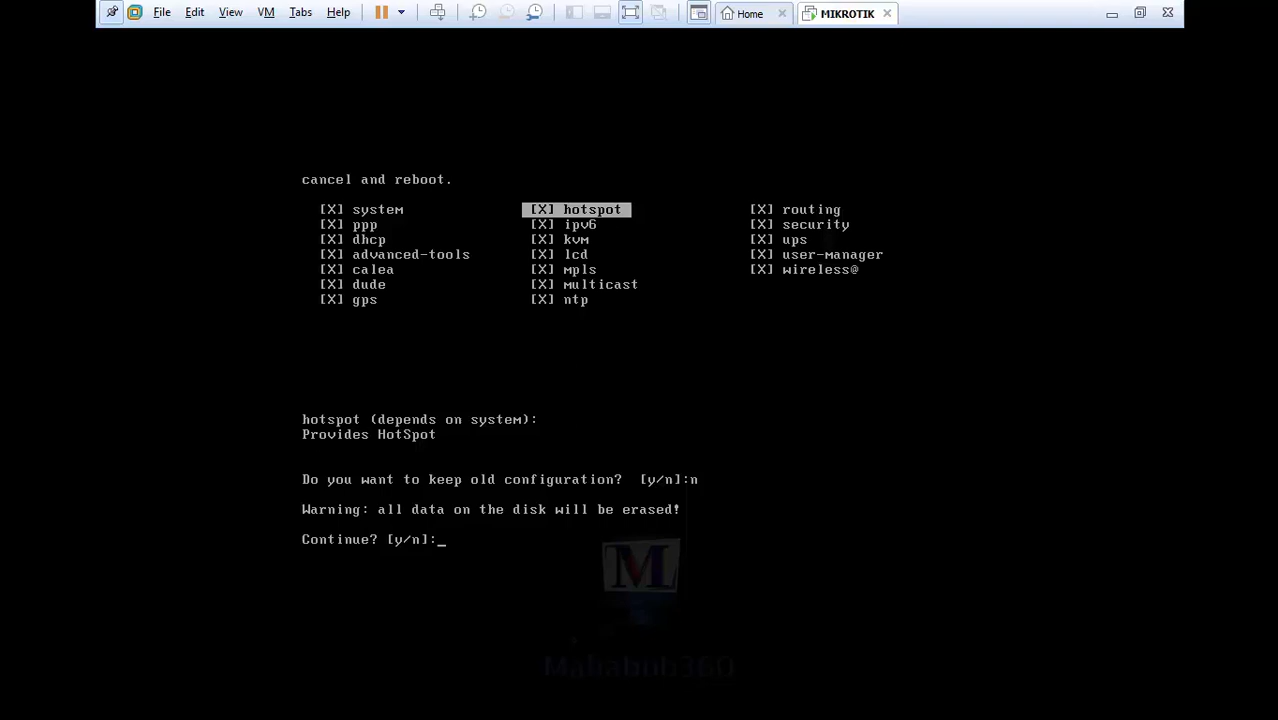 File Edit View VM Tabs Help Home MIKROTIK
cancel and reboot.
[X] system [X] hotspot [X] routing
[X] ppp [X] ipv6 [X] security
[X] dhcp [X] kvm [X] ups
[X] advanced-tools [X] lcd [X] user-manager
[X] calea [X] mpls [X] wireless@
[X] dude [X] multicast
[X] gps [X] ntp
hotspot (depends on system):
Provides HotSpot
Do you want to keep old configuration? [y/n]:n
Warning: all data on the disk will be erased!
Continue? [y/n]:_
M
Mahabub360